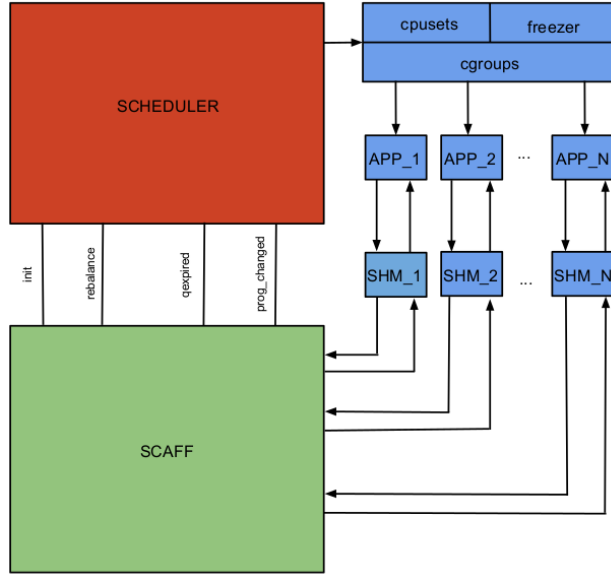 cpusets
freezer
cgroups
SCHEDULER
APP_1
APP_2
...
APP_N
init
rebalance
qexpired
prog_changed
SHM_1
SHM_2
...
SHM_N
SCAFF